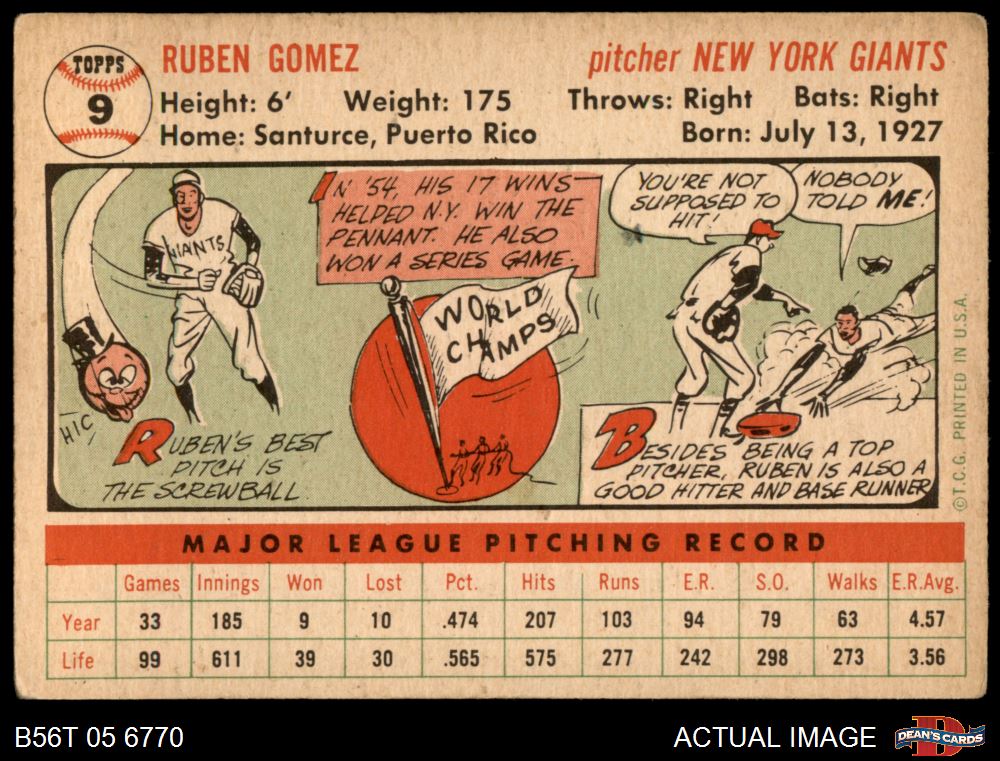 TOPPS
9
RUBEN GOMEZ
pitcher NEW YORK GIANTS
Height: 6' Weight: 175 Throws: Right Bats: Right
Home: Santurce, Puerto Rico Born: July 13, 1927
GIANTS
HIC
RUBEN'S BEST
PITCH IS
THE SCREWBALL.
IN '54, HIS 17 WINS
HELPED N.Y. WIN THE
PENNANT. HE ALSO
WON A SERIES GAME.
WORLD
CHAMPS
YOU'RE NOT
SUPPOSED TO
HIT!
NOBODY
TOLD ME!
BESIDES BEING A TOP
PITCHER, RUBEN IS ALSO A
GOOD HITTER AND BASE RUNNER
©T.C.G. PRINTED IN U.S.A.
MAJOR LEAGUE PITCHING RECORD
Games Innings Won Lost Pct. Hits Runs E.R. S.O. Walks E.R.Avg.
Year 33 185 9 10 .474 207 103 94 79 63 4.57
Life 99 611 39 30 .565 575 277 242 298 273 3.56
B56T 05 6770
ACTUAL IMAGE
D
DEAN'S CARDS